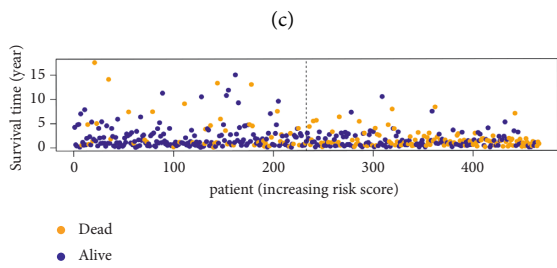 (c)
Survival time (year)
15
10
5
0
0 100 200 300 400
patient (increasing risk score)
Dead
Alive